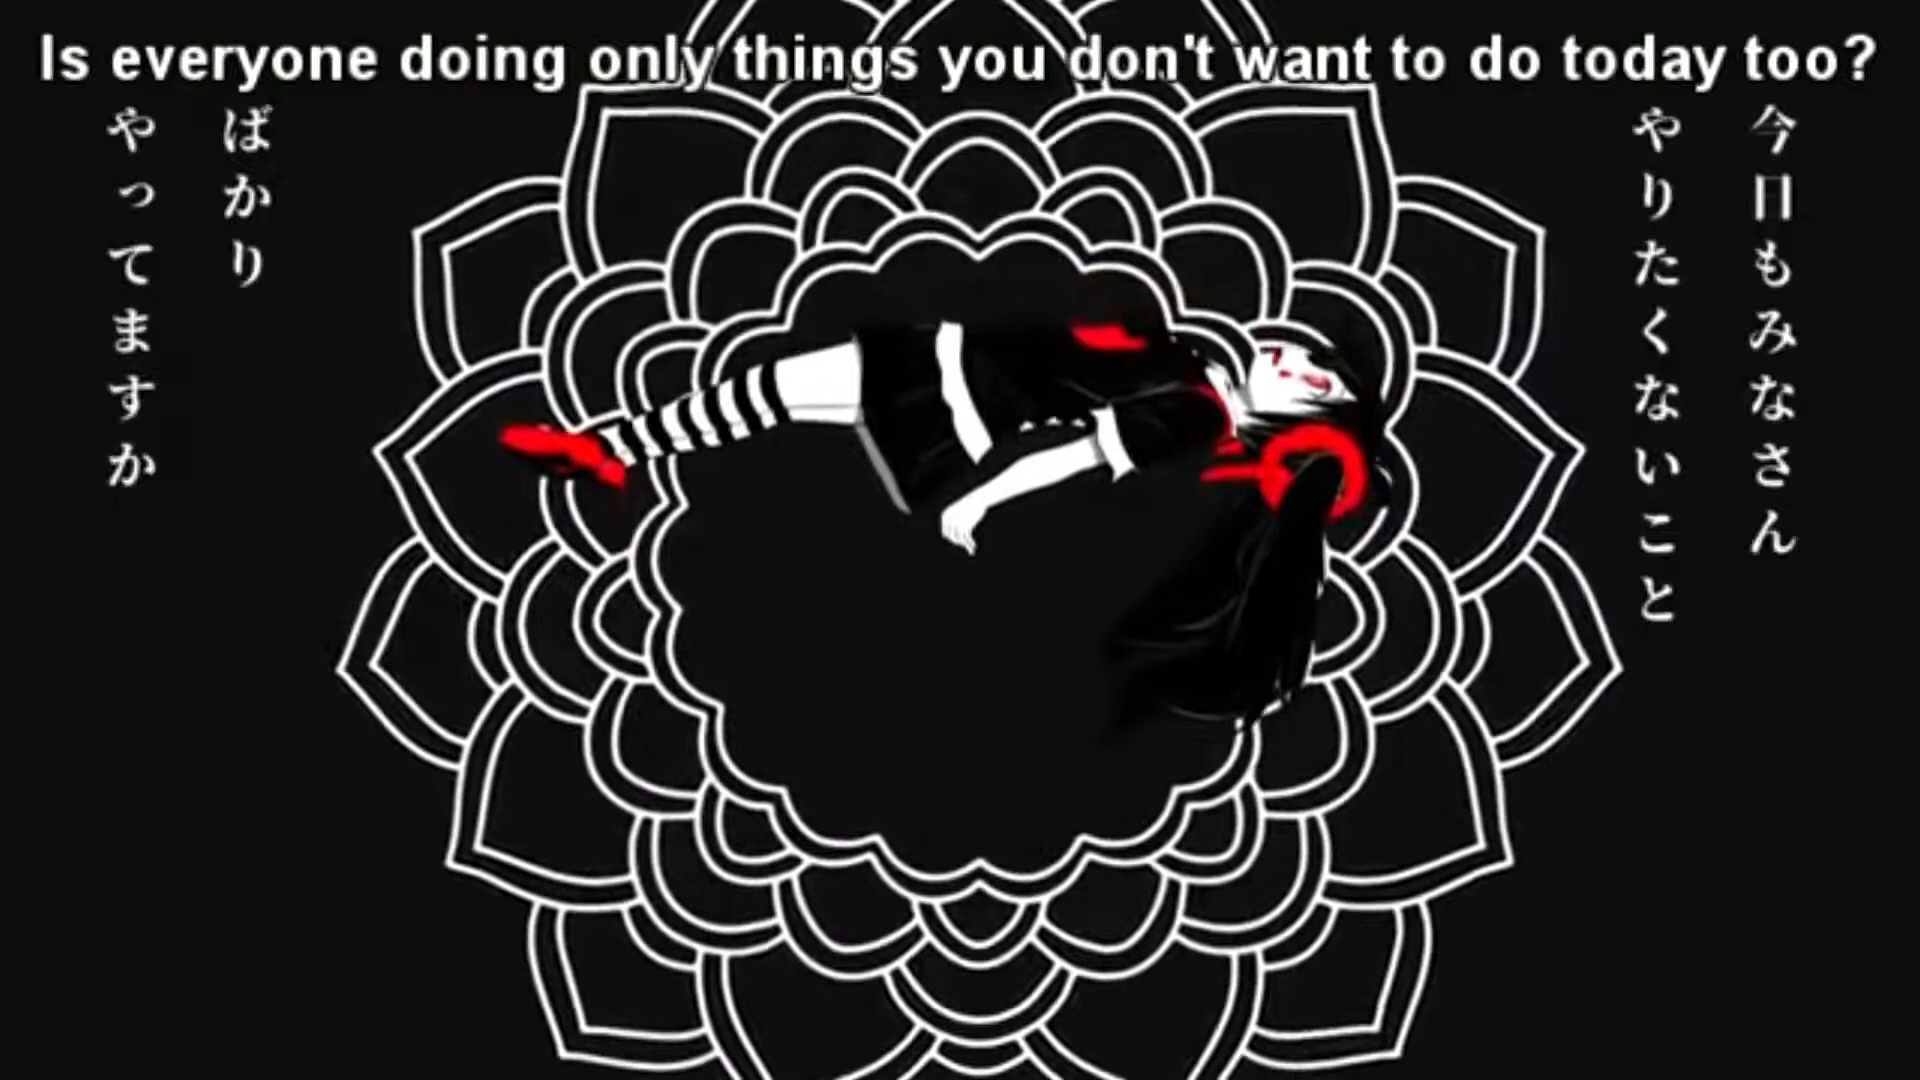 Is everyone doing only things you don't want to do today too?
今日もみなさん
やりたくないこと
ばかり
やってますか